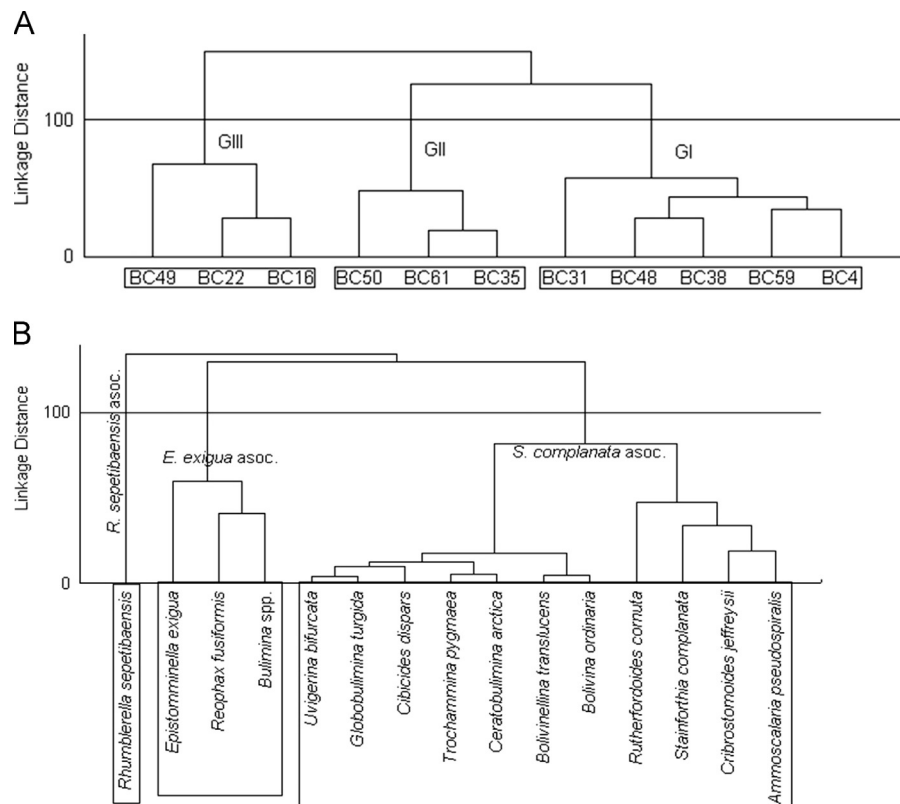 A
Linkage Distance
100
0
GIII
GII
GI
BC49 BC22 BC16 BC50 BC61 BC35 BC31 BC48 BC38 BC59 BC4
B
Linkage Distance
100
0
R. sepetibaensis asoc.
E. exigua asoc.
S. complanata asoc.
Rhumblerella sepetibaensis
Epistomminella exigua
Reophax fusiformis
Bulimina spp.
Uvigerina bifurcata
Globobulimina turgida
Cibicides dispars
Trochammina pygmaea
Ceratobulimina arctica
Bolivinellina translucens
Bolivina ordinaria
Rutherfordoides cornuta
Stainforthia complanata
Cribrostomoides jeffreysii
Ammoscalaria pseudospiralis